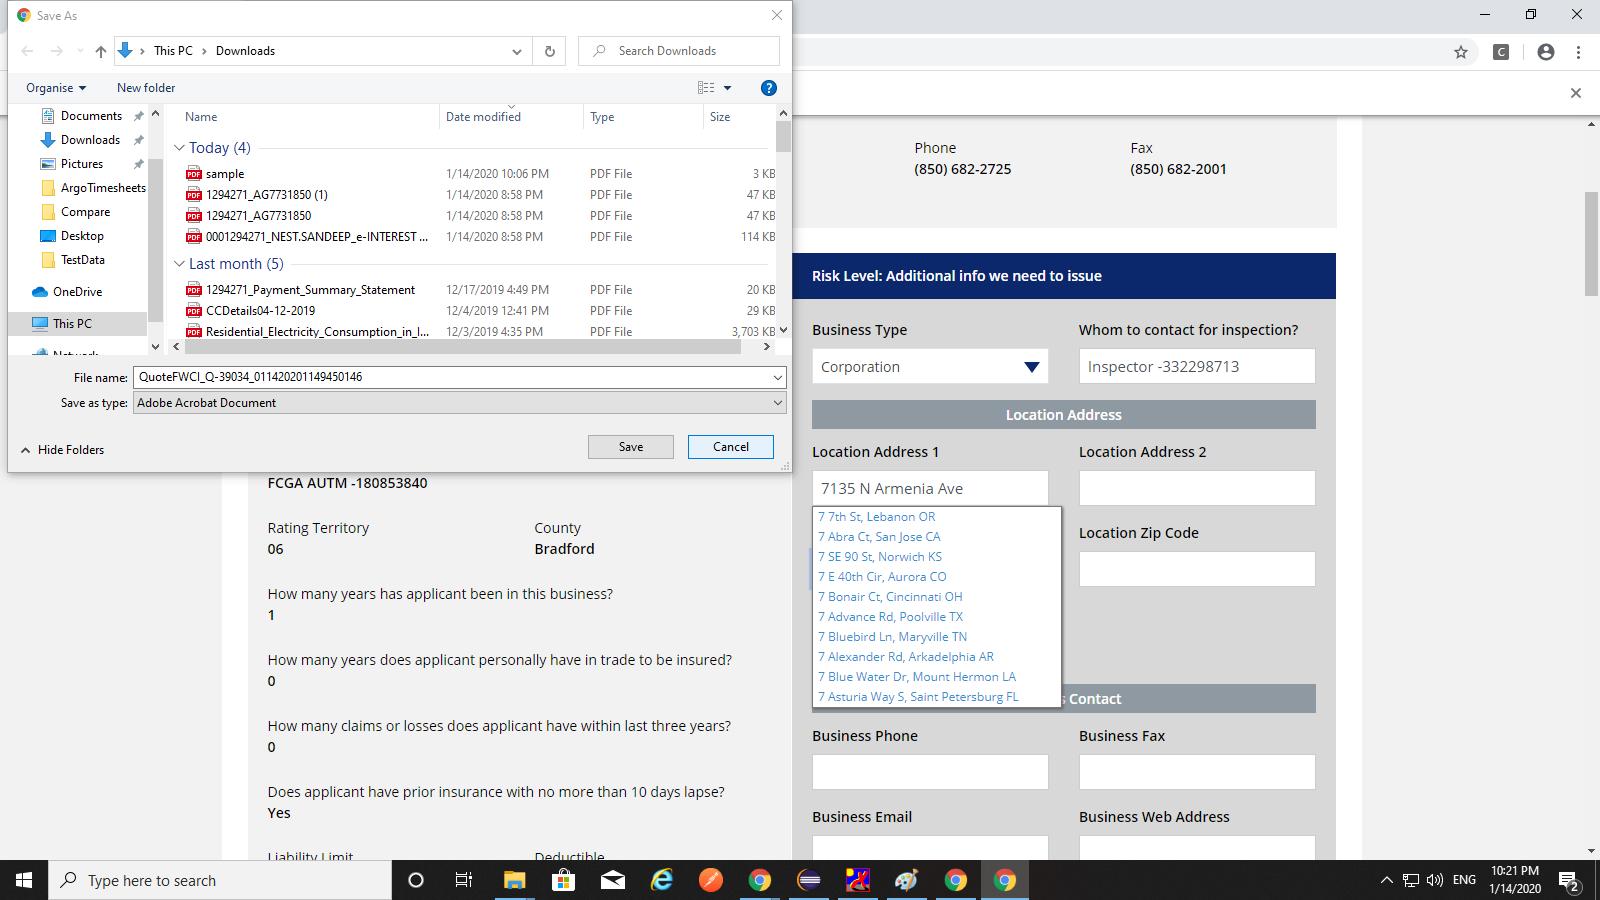 Save As
This PC
Downloads
Search Downloads
Organise
New folder
?
Documents
Downloads
Pictures
ArgoTimesheets
Compare
Desktop
TestData
OneDrive
This PC
Network
Name
Date modified
Type
Size
Today (4)
sample 1/14/2020 10:06 PM PDF File 3 KB
1294271_AG7731850 (1) 1/14/2020 8:58 PM PDF File 47 KB
1294271_AG7731850 1/14/2020 8:58 PM PDF File 47 KB
0001294271_NEST.SANDEEP_e-INTEREST ... 1/14/2020 8:58 PM PDF File 114 KB
Last month (5)
1294271_Payment_Summary_Statement 12/17/2019 4:49 PM PDF File 20 KB
CCDetails04-12-2019 12/4/2019 12:41 PM PDF File 29 KB
Residential_Electricity_Consumption_in_I... 12/3/2019 4:35 PM PDF File 3,703 KB
File name: QuoteFWCI_Q-39034_011420201149450146
Save as type: Adobe Acrobat Document
Hide Folders
Save
Cancel
C
Phone
(850) 682-2725
Fax
(850) 682-2001
FCGA AUTM -180853840
Rating Territory
06
County
Bradford
How many years has applicant been in this business?
1
How many years does applicant personally have in trade to be insured?
0
How many claims or losses does applicant have within last three years?
0
Does applicant have prior insurance with no more than 10 days lapse?
Yes
Liability Limit
Deductible
Risk Level: Additional info we need to issue
Business Type
Corporation
Whom to contact for inspection?
Inspector -332298713
Location Address
Location Address 1
7135 N Armenia Ave
Location Address 2
7 7th St, Lebanon OR
7 Abra Ct, San Jose CA
7 SE 90 St, Norwich KS
7 E 40th Cir, Aurora CO
7 Bonair Ct, Cincinnati OH
7 Advance Rd, Poolville TX
7 Bluebird Ln, Maryville TN
7 Alexander Rd, Arkadelphia AR
7 Blue Water Dr, Mount Hermon LA
7 Asturia Way S, Saint Petersburg FL
Location Zip Code
s Contact
Business Phone
Business Fax
Business Email
Business Web Address
Type here to search
ENG
10:21 PM
1/14/2020
2